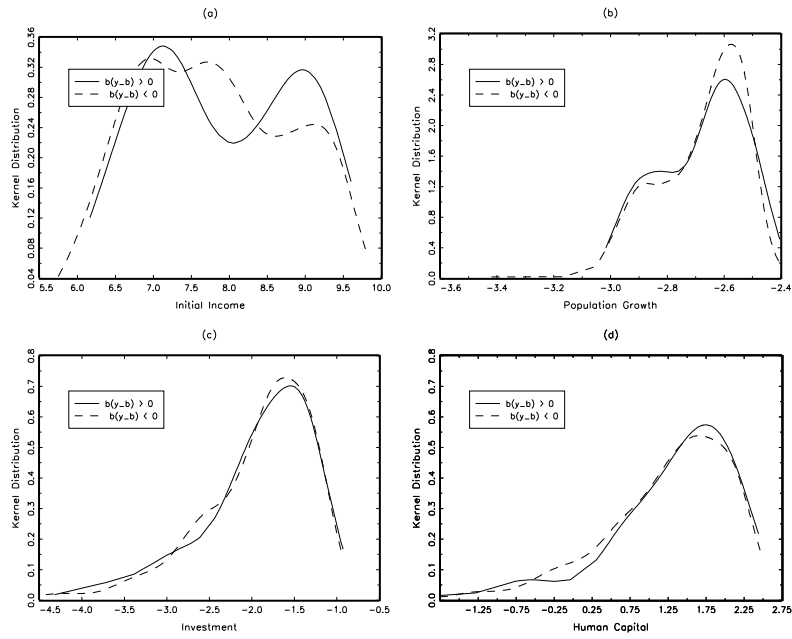 (a)
Kernel Distribution
0.04 0.08 0.12 0.16 0.20 0.24 0.28 0.32 0.36
b(y_b) > 0
b(y_b) < 0
5.5 6.0 6.5 7.0 7.5 8.0 8.5 9.0 9.5 10.0
Initial Income
(b)
Kernel Distribution
0.0 0.4 0.8 1.2 1.6 2.0 2.4 2.8 3.2
b(y_b) > 0
b(y_b) < 0
-3.6 -3.4 -3.2 -3.0 -2.8 -2.6 -2.4
Population Growth
(c)
Kernel Distribution
0.0 0.1 0.2 0.3 0.4 0.5 0.6 0.7 0.8
b(y_b) > 0
b(y_b) < 0
-4.5 -4.0 -3.5 -3.0 -2.5 -2.0 -1.5 -1.0 -0.5
Investment
(d)
Kernel Distribution
0.0 0.1 0.2 0.3 0.4 0.5 0.6 0.7 0.8
b(y_b) > 0
b(y_b) < 0
-1.25 -0.75 -0.25 0.25 0.75 1.25 1.75 2.25 2.75
Human Capital